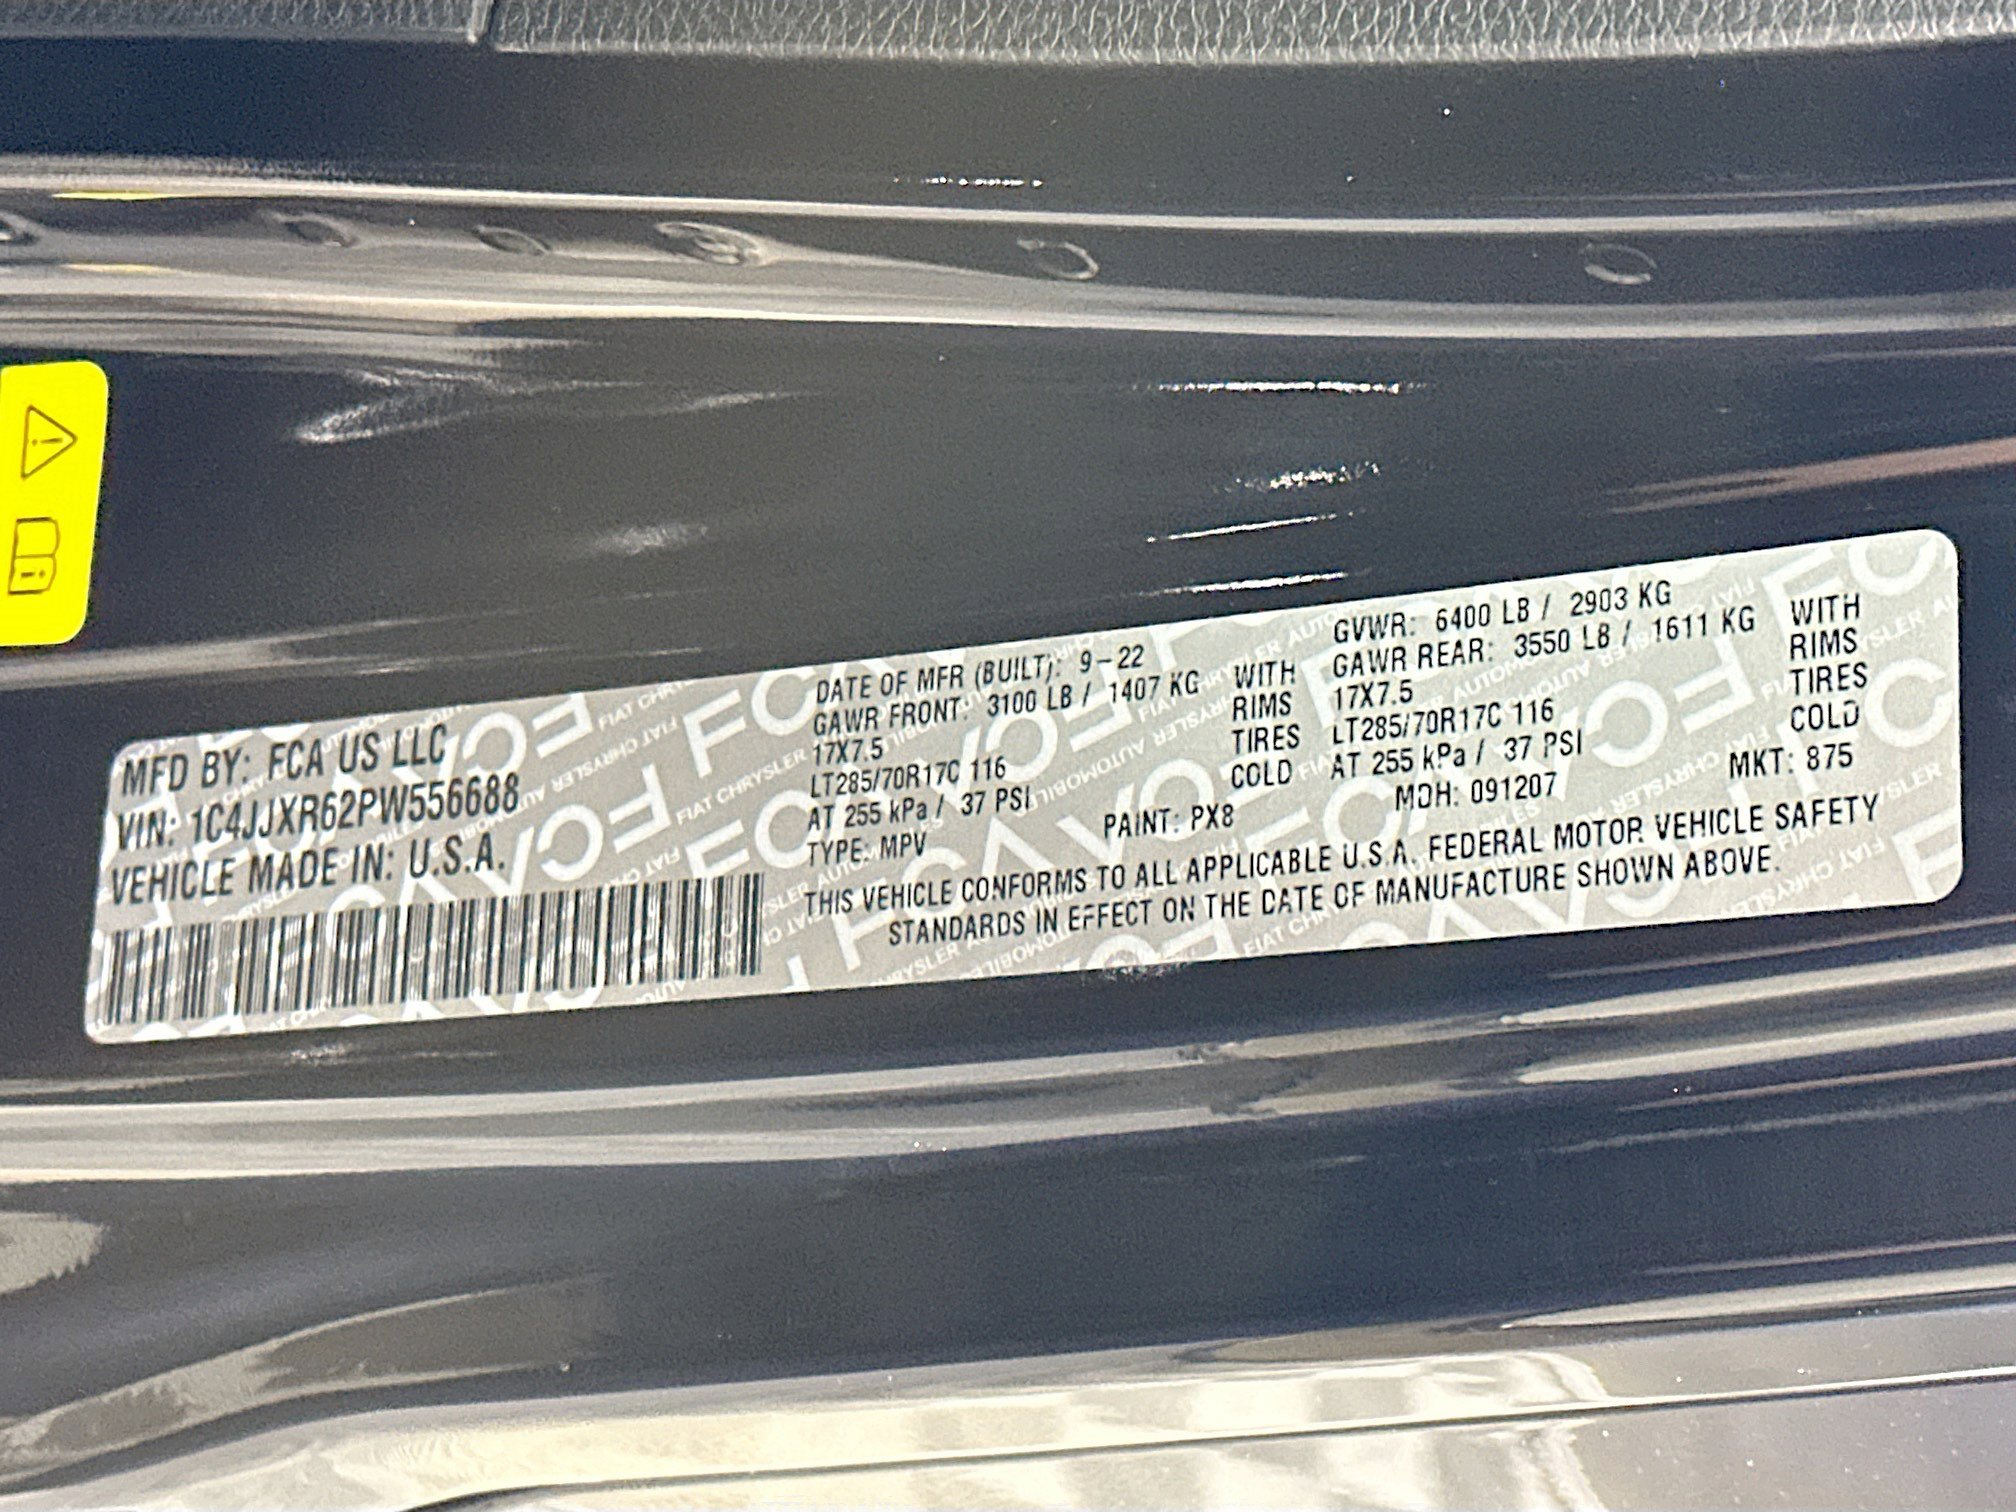 MFD BY: FCA US LLC
VIN: 1C4JJXR62PW556688
VEHICLE MADE IN: U.S.A.
DATE OF MFR (BUILT): 9-22
GVWR: 6400 LB / 2903 KG
GAWR FRONT: 3100 LB / 1407 KG WITH
17X7.5 RIMS
LT285/70R17C 116 TIRES
AT 255 kPa / 37 PSI COLD
GAWR REAR: 3550 LB / 1611 KG WITH
17X7.5 RIMS
LT285/70R17C 116 TIRES
AT 255 kPa / 37 PSI COLD
TYPE: MPV PAINT: PX8 MDH: 091207 MKT: 875
THIS VEHICLE CONFORMS TO ALL APPLICABLE U.S.A. FEDERAL MOTOR VEHICLE SAFETY
STANDARDS IN EFFECT ON THE DATE OF MANUFACTURE SHOWN ABOVE.